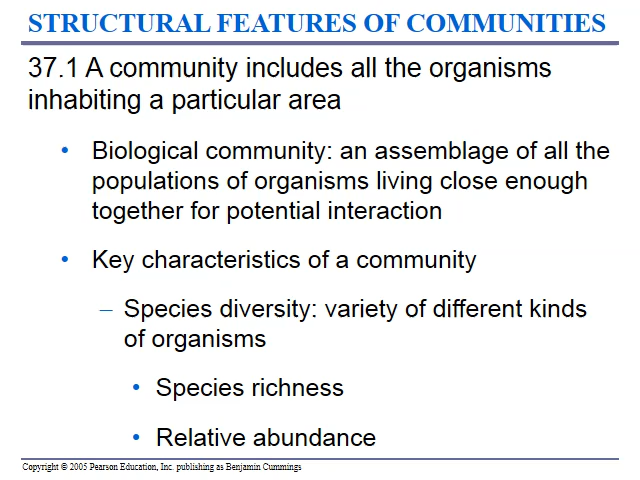 STRUCTURAL FEATURES OF COMMUNITIES
37.1 A community includes all the organisms
inhabiting a particular area
• Biological community: an assemblage of all the
populations of organisms living close enough
together for potential interaction
• Key characteristics of a community
– Species diversity: variety of different kinds
of organisms
• Species richness
• Relative abundance
Copyright © 2005 Pearson Education, Inc. publishing as Benjamin Cummings